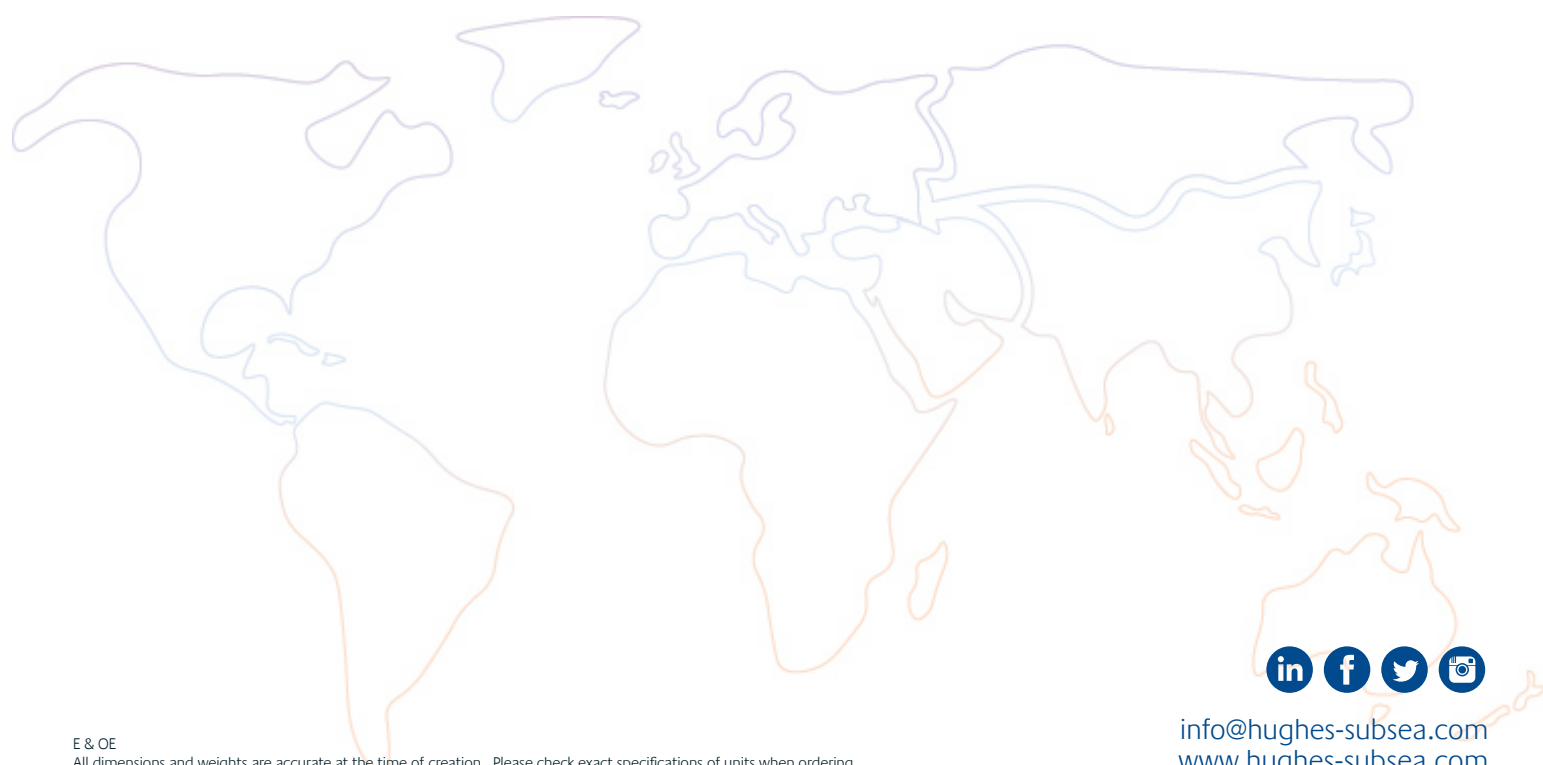 in f
info@hughes-subsea.com
www.hughes-subsea.com
E & OE
All dimensions and weights are accurate at the time of creation. Please check exact specifications of units when ordering